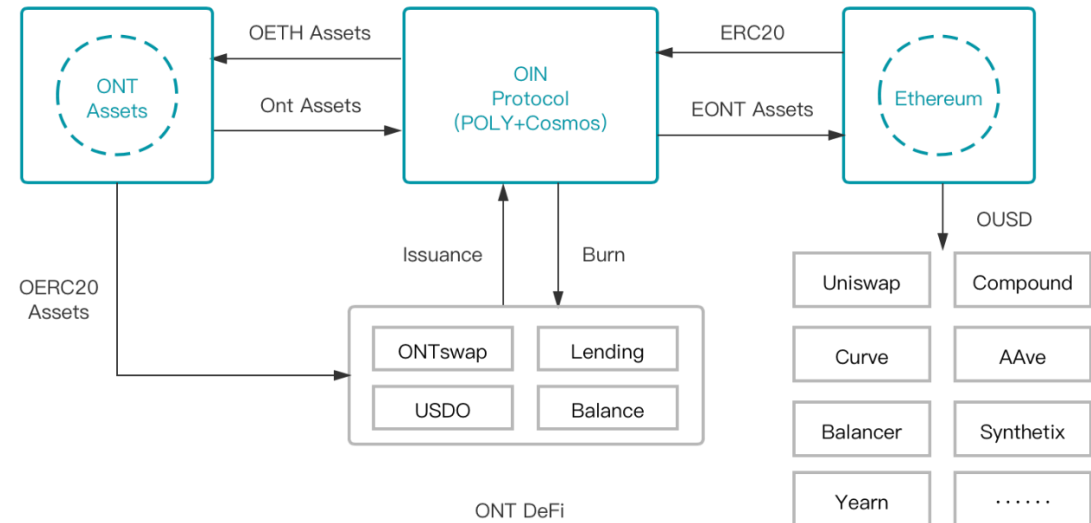 OETH Assets
ERC20
ONT
Assets
Ont Assets
OIN
Protocol
(POLY+Cosmos)
EONT Assets
Ethereum
OUSD
Issuance
Burn
OERC20
Assets
Uniswap
Compound
ONTswap
Lending
Curve
AAve
USDO
Balance
Balancer
Synthetix
Yearn
······
ONT DeFi